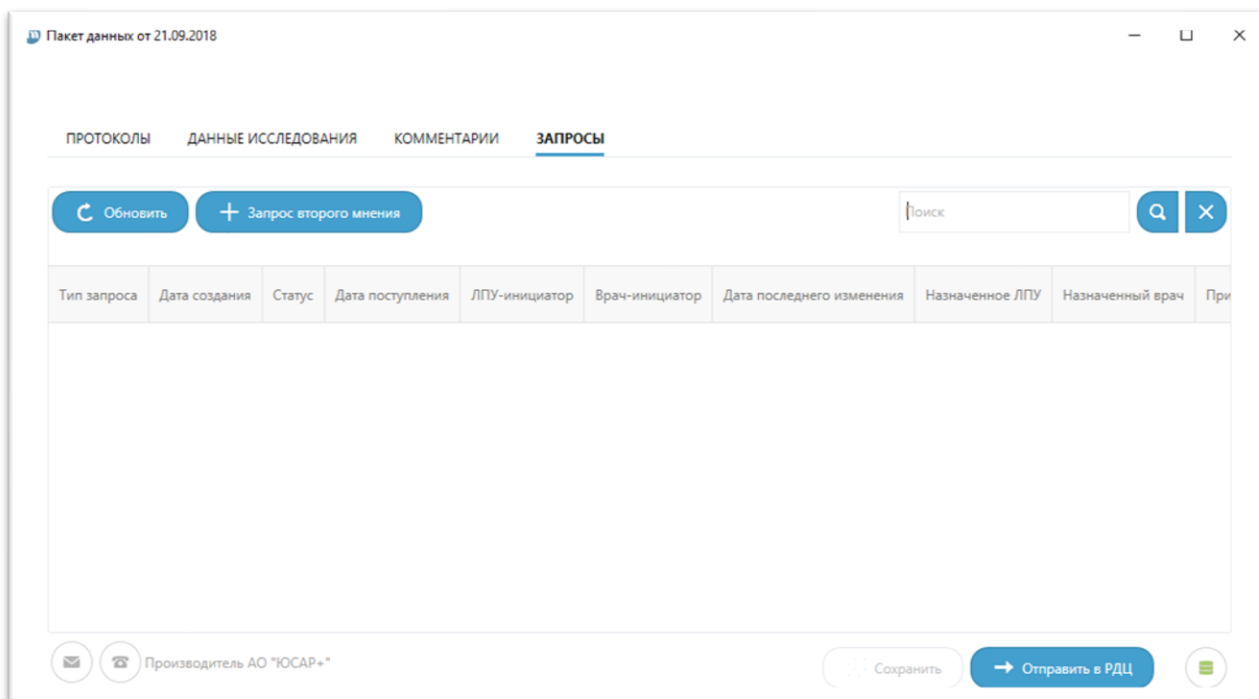 Пакет данных от 21.09.2018
ПРОТОКОЛЫ ДАННЫЕ ИССЛЕДОВАНИЯ КОММЕНТАРИИ ЗАПРОСЫ
Обновить Запрос второго мнения Поиск
Тип запроса Дата создания Статус Дата поступления ЛПУ-инициатор Врач-инициатор Дата последнего изменения Назначенное ЛПУ Назначенный врач При
Производитель АО "ЮСАР+" Сохранить Отправить в РДЦ